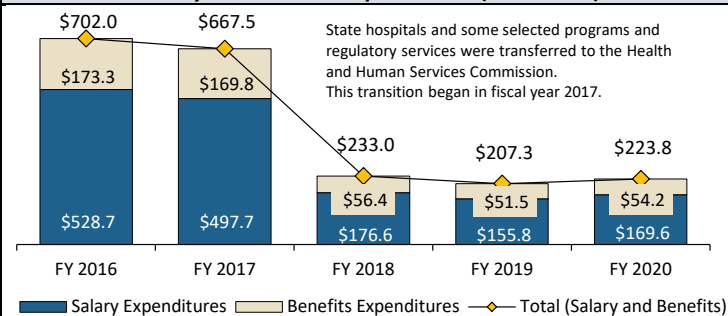 $702.0 $667.5
State hospitals and some selected programs and
regulatory services were transferred to the Health
and Human Services Commission.
This transition began in fiscal year 2017.
$173.3 $169.8
$233.0 $207.3 $223.8
$56.4 $51.5 $54.2
$528.7 $497.7 $176.6 $155.8 $169.6
FY 2016 FY 2017 FY 2018 FY 2019 FY 2020
Salary Expenditures Benefits Expenditures Total (Salary and Benefits)